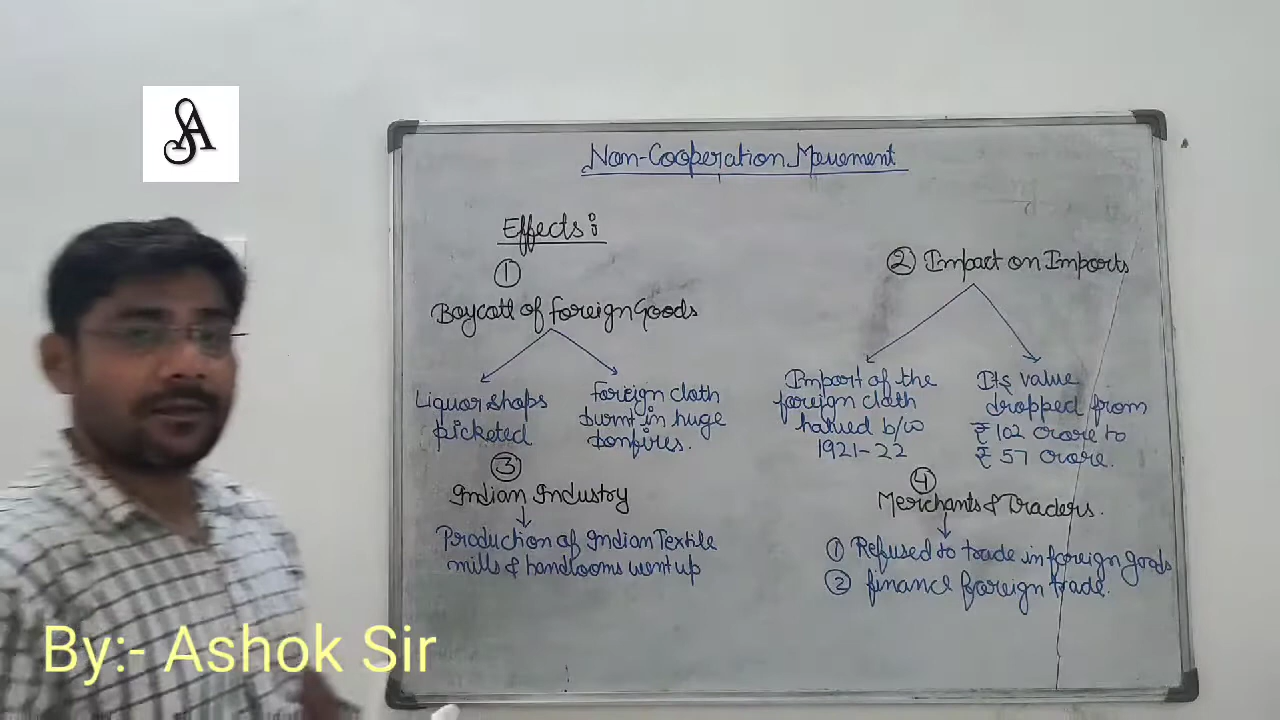 SA
Non-Cooperation Movement
Effects:
①
Boycott of foreign Goods
Liquor shops
picketed
foreign cloth
burnt in huge
bonfires.
② Impact on Imports
Import of the
foreign cloth
halved b/w
1921-22
Its value
dropped from
₹ 102 crore to
₹ 57 crore.
③
Indian Industry
Production of Indian Textile
mills & handlooms went up
④
Merchants & Traders.
① Refused to trade in foreign goods
② finance foreign trade.
By:- Ashok Sir